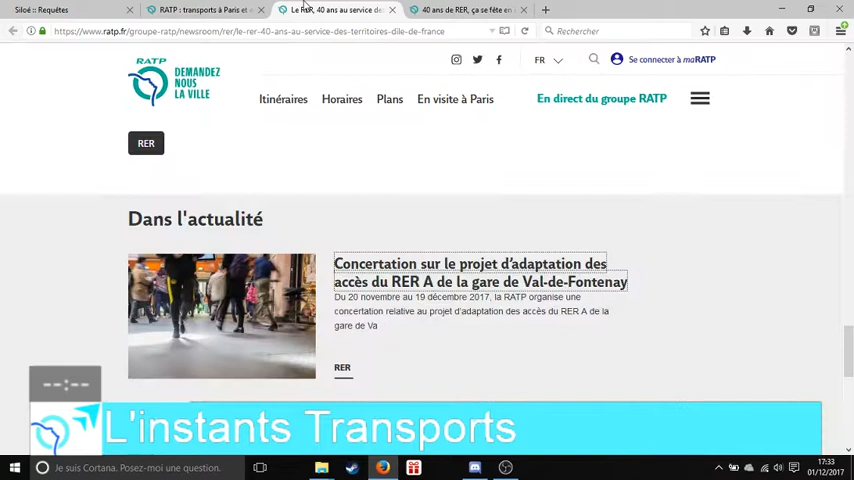 Siloé – Requêtes
RATP : transports à Paris et
Le RER, 40 ans au service de
40 ans de RER, ça se fête en
https://www.ratp.fr/groupe-ratp/newsroom/rer/le-rer-40-ans-au-service-des-territoires-dile-de-france
Rechercher
RATP
DEMANDEZ
NOUS
LA VILLE
FR
Se connecter à maRATP
Itinéraires
Horaires
Plans
En visite à Paris
En direct du groupe RATP
RER
Dans l'actualité
Concertation sur le projet d’adaptation des
accès du RER A de la gare de Val-de-Fontenay
Du 20 novembre au 19 décembre 2017, la RATP organise une
concertation relative au projet d'adaptation des accès du RER A de la
gare de Va
RER
--:--
L'instants Transports
Je suis Cortana. Posez-moi une question.
17:33
01/12/2017